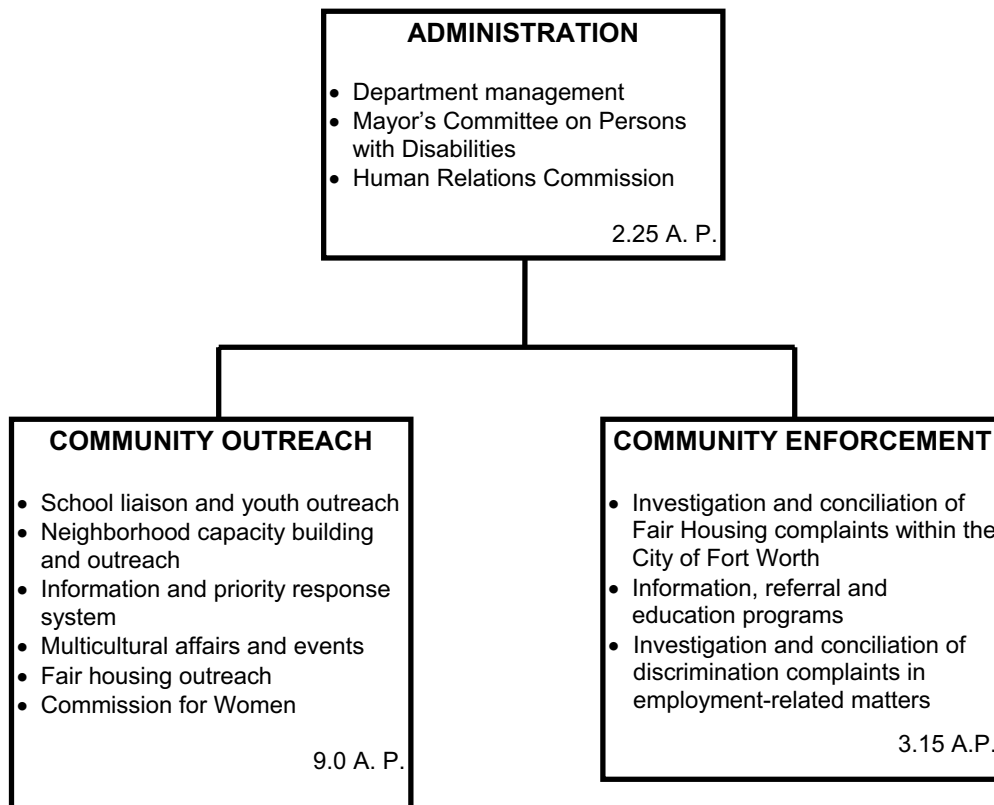 ADMINISTRATION
• Department management
• Mayor's Committee on Persons
with Disabilities
• Human Relations Commission
2.25 A. P.
COMMUNITY OUTREACH
• School liaison and youth outreach
• Neighborhood capacity building
and outreach
• Information and priority response
system
• Multicultural affairs and events
• Fair housing outreach
• Commission for Women
9.0 A. P.
COMMUNITY ENFORCEMENT
• Investigation and conciliation of
Fair Housing complaints within the
City of Fort Worth
• Information, referral and
education programs
• Investigation and conciliation of
discrimination complaints in
employment-related matters
3.15 A.P.